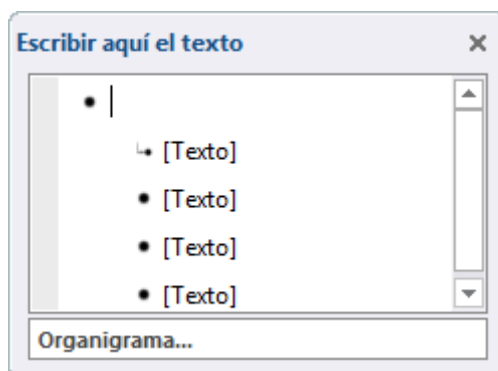 Escribir aquí el texto
[Texto]
[Texto]
[Texto]
[Texto]
Organigrama...